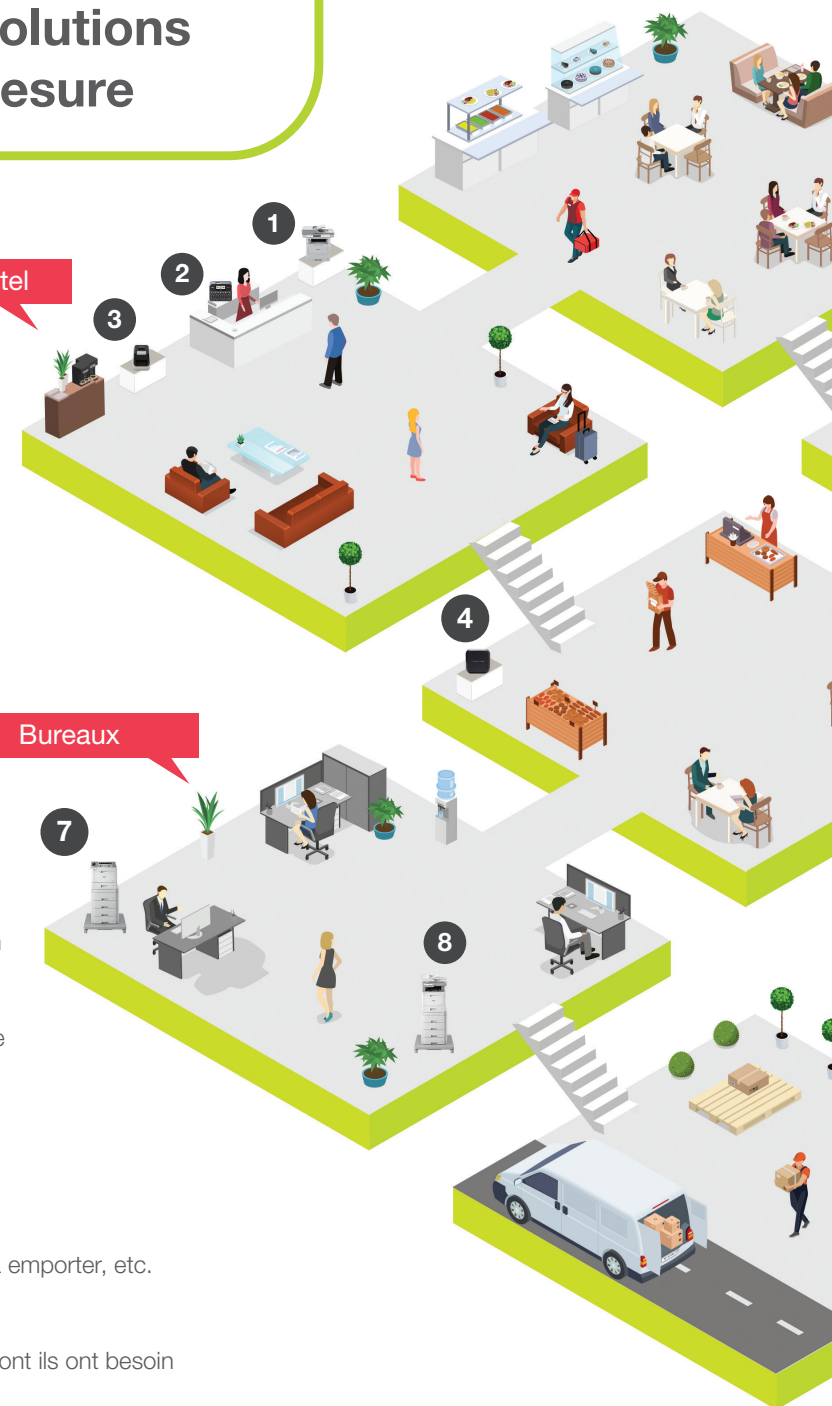 olutions
esure
1
2
tel
3
4
Bureaux
7
8
e
emporter, etc.
ont ils ont besoin